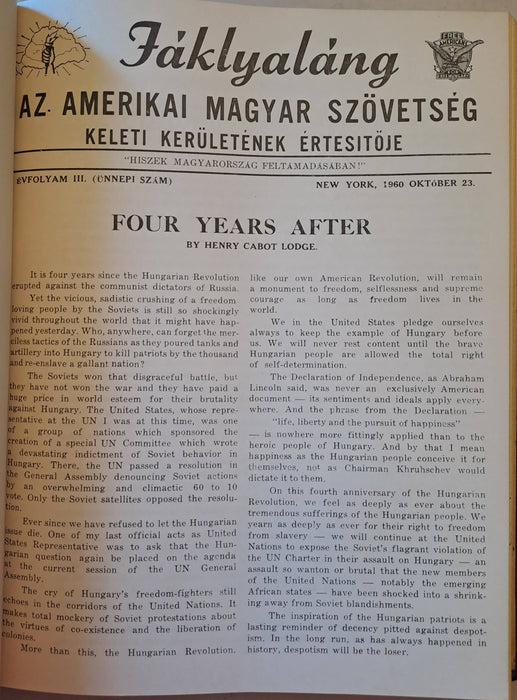 Fáklyaláng
FREE
AMERICANS
AZ AMERIKAI MAGYAR SZÖVETSÉG
KELETI KERÜLETÉNEK ÉRTESITÖJE
"HISZEK MAGYARORSZÁG FELTÁMADÁSÁBAN!"
ÉVFOLYAM III. (ÜNNEPI SZÁM) NEW YORK, 1960 OKTÓBER 23.
FOUR YEARS AFTER
BY HENRY CABOT LODGE.
It is four years since the Hungarian Revolution
erupted against the communist dictators of Russia.
Yet the vicious, sadistic crushing of a freedom
loving people by the Soviets is still so shockingly
vivid throughout the world that it might have hap-
pened yesterday. Who, anywhere, can forget the mer-
ciless tactics of the Russians as they poured tanks and
artillery into Hungary to kill patriots by the thousand
and re-enslave a gallant nation?
The Soviets won that disgraceful battle, but
they have not won the war and they have paid a
huge price in world esteem for their brutality
against Hungary. The United States, whose repre-
sentative at the UN I was at this time, was one
of a group of nations which sponsored the
creation of a special UN Committee which wrote
a devastating indictment of Soviet behavior in
Hungary. There, the UN passed a resolution in
the General Assembly denouncing Soviet actions
by an overwhelming and climactic 60 to 10
vote. Only the Soviet satellites opposed the resolu-
tion.
Ever since we have refused to let the Hungarian
issue die. One of my last official acts as United
States Representative was to ask that the Hun-
garian question again be placed on the agenda
at the current session of the UN General
Assembly.
The cry of Hungary's freedom-fighters still
echoes in the corridors of the United Nations. It
makes total mockery of Soviet protestations about
the virtues of co-existence and the liberation of
colonies.
More than this, the Hungarian Revolution.
like our own American Revolution, will remain
a monument to freedom, selflessness and supreme
courage as long as freedom lives in the
world.
We in the United States pledge ourselves
always to keep the example of Hungary before
us. We will never rest content until the brave
Hungarian people are allowed the total right
of self-determination.
The Declaration of Independence, as Abraham
Lincoln said, was never an exclusively American
document — its sentiments and ideals apply every-
where. And the phrase from the Declaration —
"life, liberty and the pursuit of happiness"
— is nowhere more fittingly applied than to the
heroic people of Hungary. And by that I mean
happiness as the Hungarian people conceive it for
themselves, not as Chairman Khruhschev would
dictate it to them.
On this fourth anniversary of the Hungarian
Revolution, we feel as deeply as ever about the
tremendous sufferings of the Hungarian people. We
yearn as deeply as ever for their right to freedom
from slavery — we will continue at the United
Nations to expose the Soviet's flagrant violation of
the UN Charter in their assault on Hungary — an
assault so wanton or brutal that the new members
of the United Nations — notably the emerging
African states — have been shocked into a shrink-
ing away from Soviet blandishments.
The inspiration of the Hungarian patriots is a
lasting reminder of decency pitted against despot-
ism. In the long run, as has always happened in
history, despotism will be the loser.